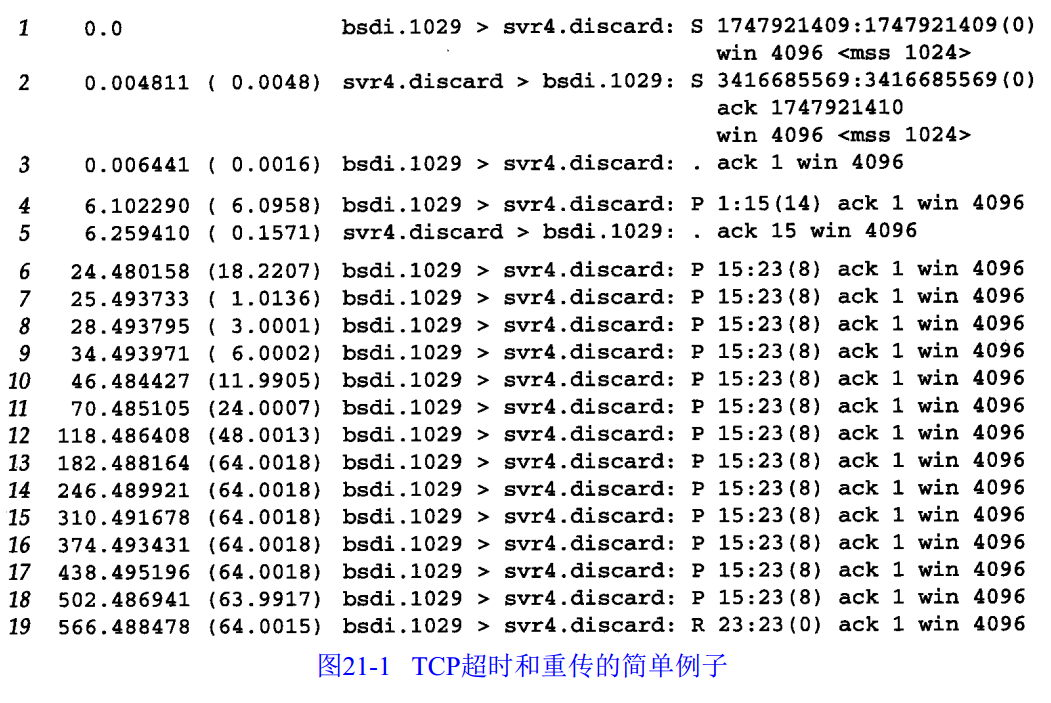 1 0.0 bsdi.1029 > svr4.discard: S 1747921409:1747921409(0)
win 4096 <mss 1024>
2 0.004811 ( 0.0048) svr4.discard > bsdi.1029: S 3416685569:3416685569(0)
ack 1747921410
win 4096 <mss 1024>
3 0.006441 ( 0.0016) bsdi.1029 > svr4.discard: . ack 1 win 4096
4 6.102290 ( 6.0958) bsdi.1029 > svr4.discard: P 1:15(14) ack 1 win 4096
5 6.259410 ( 0.1571) svr4.discard > bsdi.1029: . ack 15 win 4096
6 24.480158 (18.2207) bsdi.1029 > svr4.discard: P 15:23(8) ack 1 win 4096
7 25.493733 ( 1.0136) bsdi.1029 > svr4.discard: P 15:23(8) ack 1 win 4096
8 28.493795 ( 3.0001) bsdi.1029 > svr4.discard: P 15:23(8) ack 1 win 4096
9 34.493971 ( 6.0002) bsdi.1029 > svr4.discard: P 15:23(8) ack 1 win 4096
10 46.484427 (11.9905) bsdi.1029 > svr4.discard: P 15:23(8) ack 1 win 4096
11 70.485105 (24.0007) bsdi.1029 > svr4.discard: P 15:23(8) ack 1 win 4096
12 118.486408 (48.0013) bsdi.1029 > svr4.discard: P 15:23(8) ack 1 win 4096
13 182.488164 (64.0018) bsdi.1029 > svr4.discard: P 15:23(8) ack 1 win 4096
14 246.489921 (64.0018) bsdi.1029 > svr4.discard: P 15:23(8) ack 1 win 4096
15 310.491678 (64.0018) bsdi.1029 > svr4.discard: P 15:23(8) ack 1 win 4096
16 374.493431 (64.0018) bsdi.1029 > svr4.discard: P 15:23(8) ack 1 win 4096
17 438.495196 (64.0018) bsdi.1029 > svr4.discard: P 15:23(8) ack 1 win 4096
18 502.486941 (63.9917) bsdi.1029 > svr4.discard: P 15:23(8) ack 1 win 4096
19 566.488478 (64.0015) bsdi.1029 > svr4.discard: R 23:23(0) ack 1 win 4096
图21-1 TCP超时和重传的简单例子